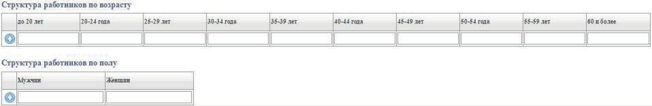 Структура работников по возрасту
до 20 лет 20-24 года 25-29 лет 30-34 года 35-39 лет 40-44 года 45-49 лет 50-54 года 55-59 лет 60 и более
Структура работников по полу
Мужчин Женщин